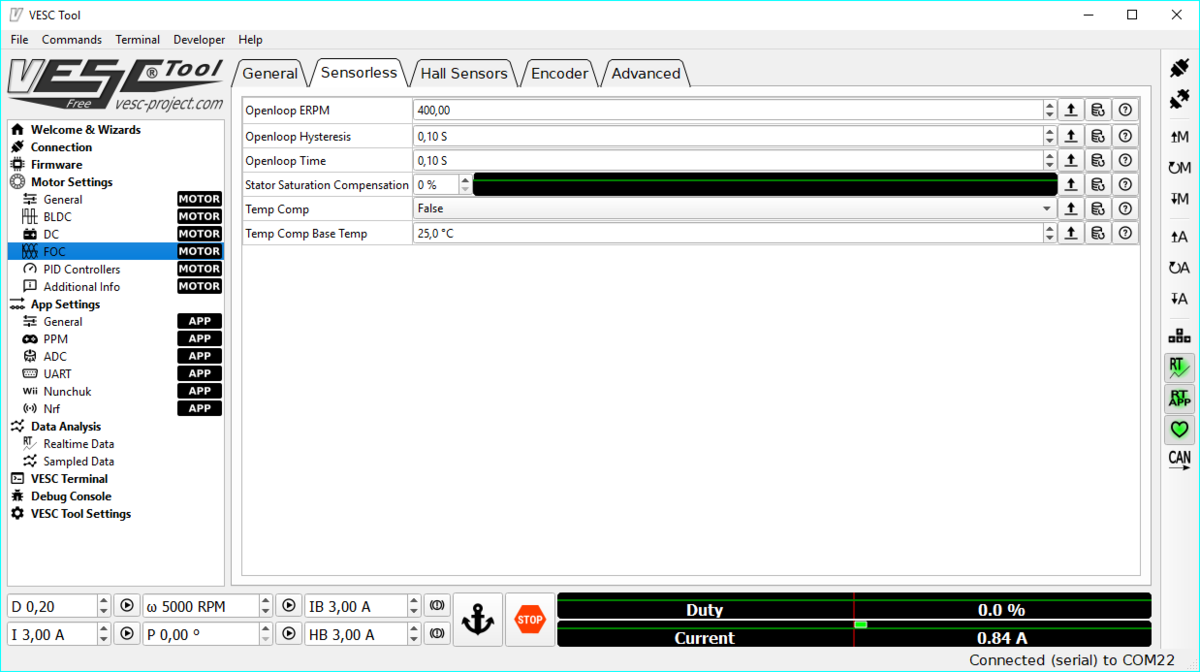 VESC Tool
File Commands Terminal Developer Help
VESC ® Tool
Free vesc-project.com
General Sensorless Hall Sensors Encoder Advanced
Welcome & Wizards
Connection
Firmware
Motor Settings
General MOTOR
BLDC MOTOR
DC MOTOR
FOC MOTOR
PID Controllers MOTOR
Additional Info MOTOR
App Settings
General APP
PPM APP
ADC APP
UART APP
Wii Nunchuk APP
Nrf APP
Data Analysis
RT Realtime Data
Sampled Data
VESC Terminal
Debug Console
VESC Tool Settings
Openloop ERPM 400,00
Openloop Hysteresis 0,10 S
Openloop Time 0,10 S
Stator Saturation Compensation 0 %
Temp Comp False
Temp Comp Base Temp 25,0 °C
M
M
M
A
A
A
RT
RT APP
CAN
D 0,20 ω 5000 RPM IB 3,00 A
I 3,00 A P 0,00 ° HB 3,00 A
STOP
Duty 0.0 %
Current 0.84 A
Connected (serial) to COM22